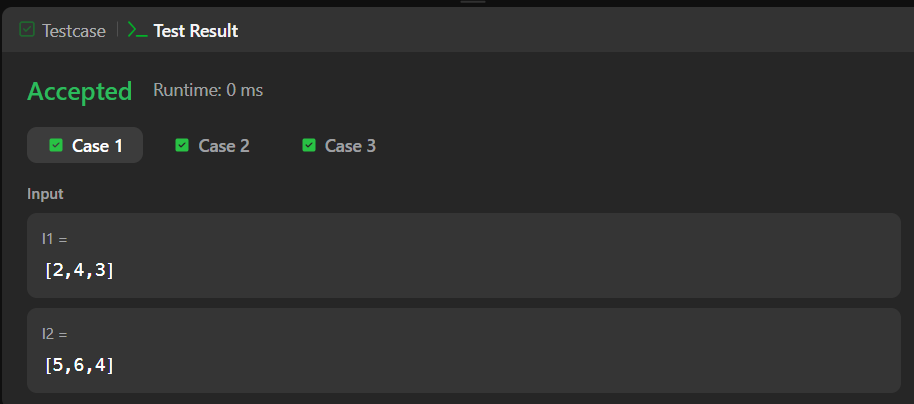 Testcase Test Result
Accepted Runtime: 0 ms
Case 1 Case 2 Case 3
Input
l1 =
[2,4,3]
l2 =
[5,6,4]